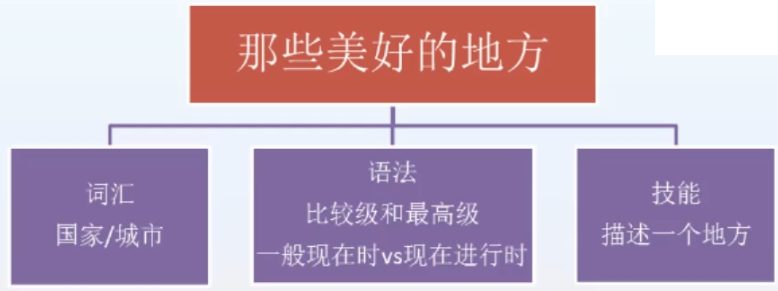 那些美好的地方
词汇
国家/城市
语法
比较级和最高级
一般现在时vs现在进行时
技能
描述一个地方